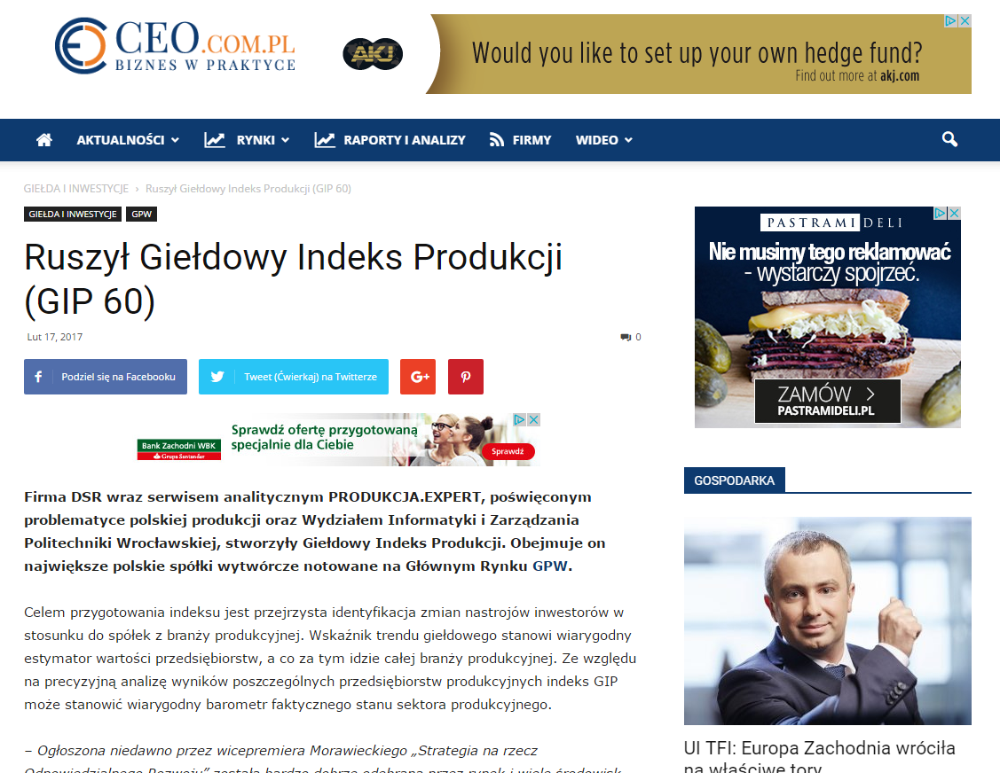 CEO.COM.PL
BIZNES W PRAKTYCE
AKJ
Would you like to set up your own hedge fund?
Find out more at akj.com
AKTUALNOŚCI
RYNKI
RAPORTY I ANALIZY
FIRMY
WIDEO
GIEŁDA I INWESTYCJE › Ruszył Giełdowy Indeks Produkcji (GIP 60)
GIEŁDA I INWESTYCJE
GPW
Ruszył Giełdowy Indeks Produkcji
(GIP 60)
Lut 17, 2017
0
Podziel się na Facebooku
Tweet (Ćwierkaj) na Twitterze
G+
Bank Zachodni WBK
Grupa Santander
Sprawdź ofertę przygotowaną
specjalnie dla Ciebie
Sprawdź
Firma DSR wraz serwisem analitycznym PRODUKCJA.EXPERT, poświęconym
problematyce polskiej produkcji oraz Wydziałem Informatyki i Zarządzania
Politechniki Wrocławskiej, stworzyły Giełdowy Indeks Produkcji. Obejmuje on
największe polskie spółki wytwórcze notowane na Głównym Rynku GPW.
Celem przygotowania indeksu jest przejrzysta identyfikacja zmian nastrojów inwestorów w
stosunku do spółek z branży produkcyjnej. Wskaźnik trendu giełdowego stanowi wiarygodny
estymator wartości przedsiębiorstw, a co za tym idzie całej branży produkcyjnej. Ze względu
na precyzyjną analizę wyników poszczególnych przedsiębiorstw produkcyjnych indeks GIP
może stanowić wiarygodny barometr faktycznego stanu sektora produkcyjnego.
– Ogłoszona niedawno przez wicepremiera Morawieckiego „Strategia na rzecz
Odpowiedzialnego Rozwoju” została bardzo dobrze odebrana przez rynek i wiele środowisk
PASTRAMI DELI
Nie musimy tego reklamować
- wystarczy spojrzeć.
ZAMÓW >
PASTRAMIDELI.PL
GOSPODARKA
UI TFI: Europa Zachodnia wróciła
na właściwe tory